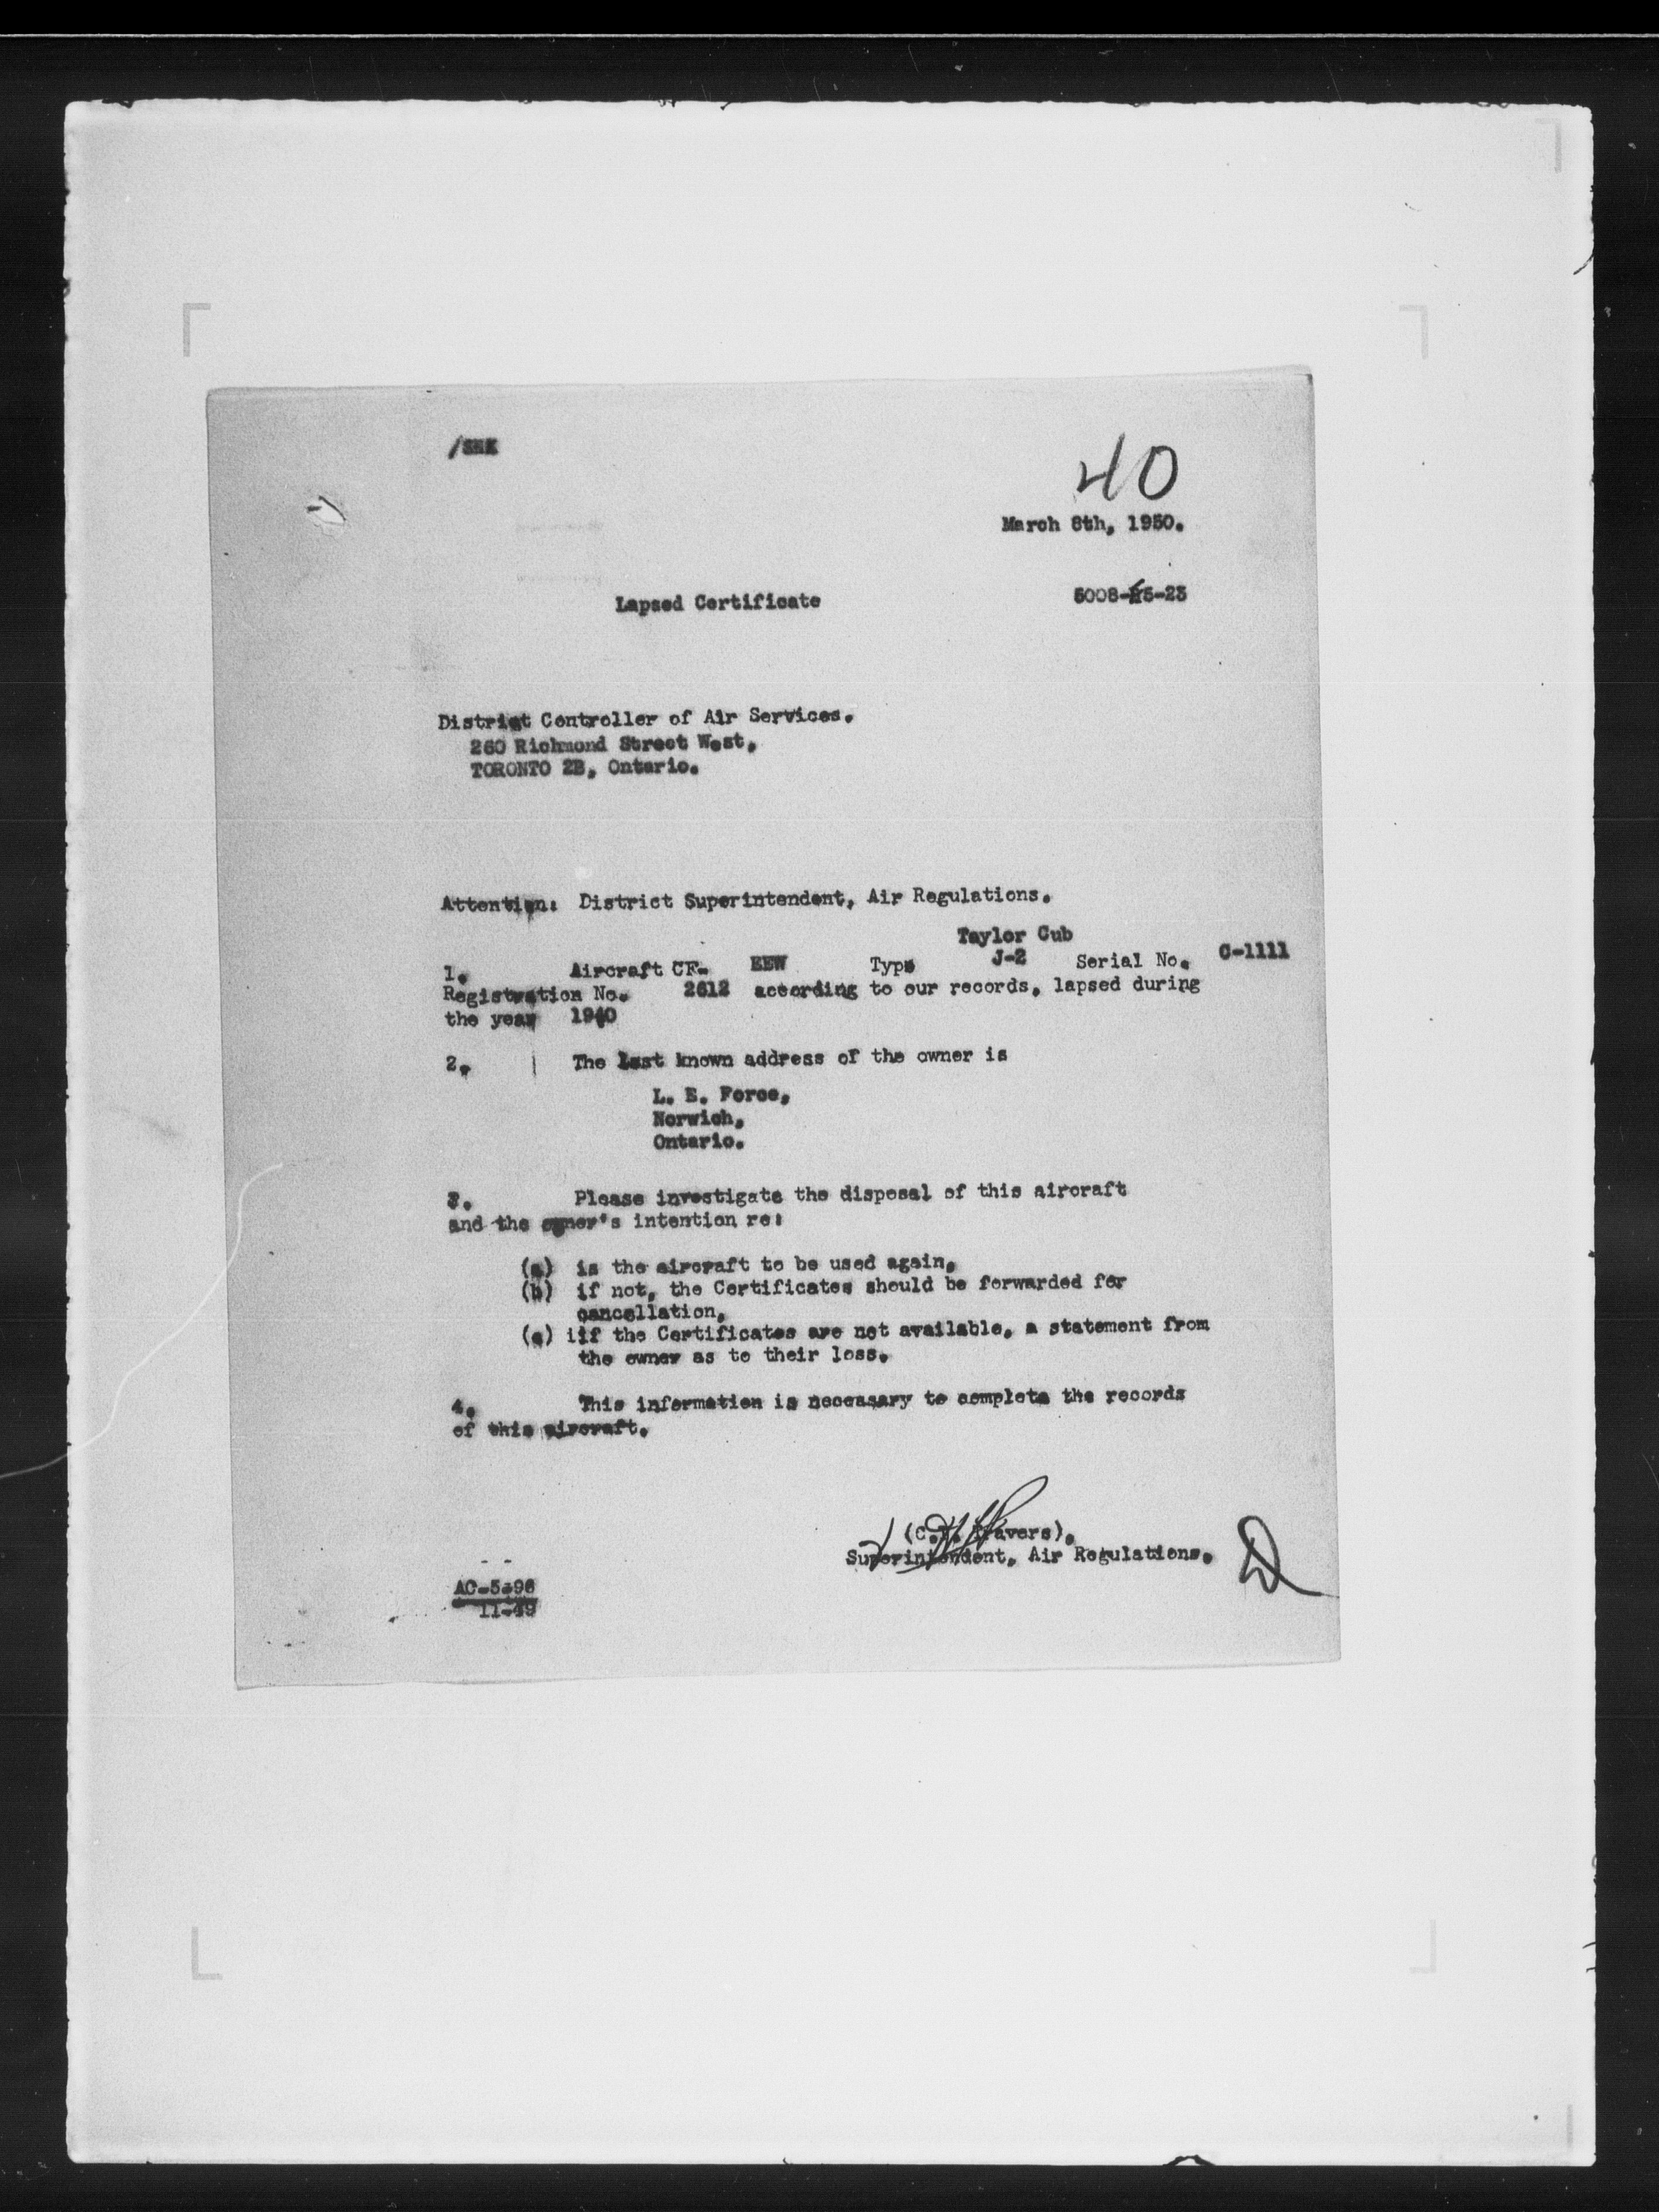 /SHK
40
March 8th, 1950.
Lapsed Certificate
5008-5-23
District Controller of Air Services.
260 Richmond Street West,
TORONTO 2B, Ontario.
Attention: District Superintendent, Air Regulations.
Taylor Cub
1. Aircraft CF- EEW Type J-2 Serial No. C-1111
Registration No. 2612 according to our records, lapsed during
the year 1940
2. The last known address of the owner is
L. E. Force,
Norwich,
Ontario.
3. Please investigate the disposal of this aircraft
and the owner's intention re:
(a) is the aircraft to be used again,
(b) if not, the Certificates should be forwarded for
cancellation,
(c) iif the Certificates are not available, a statement from
the owner as to their loss.
4. This information is necessary to complete the records
of this aircraft.
Travers).
Superintendent, Air Regulations.
AC-5-96
11-49